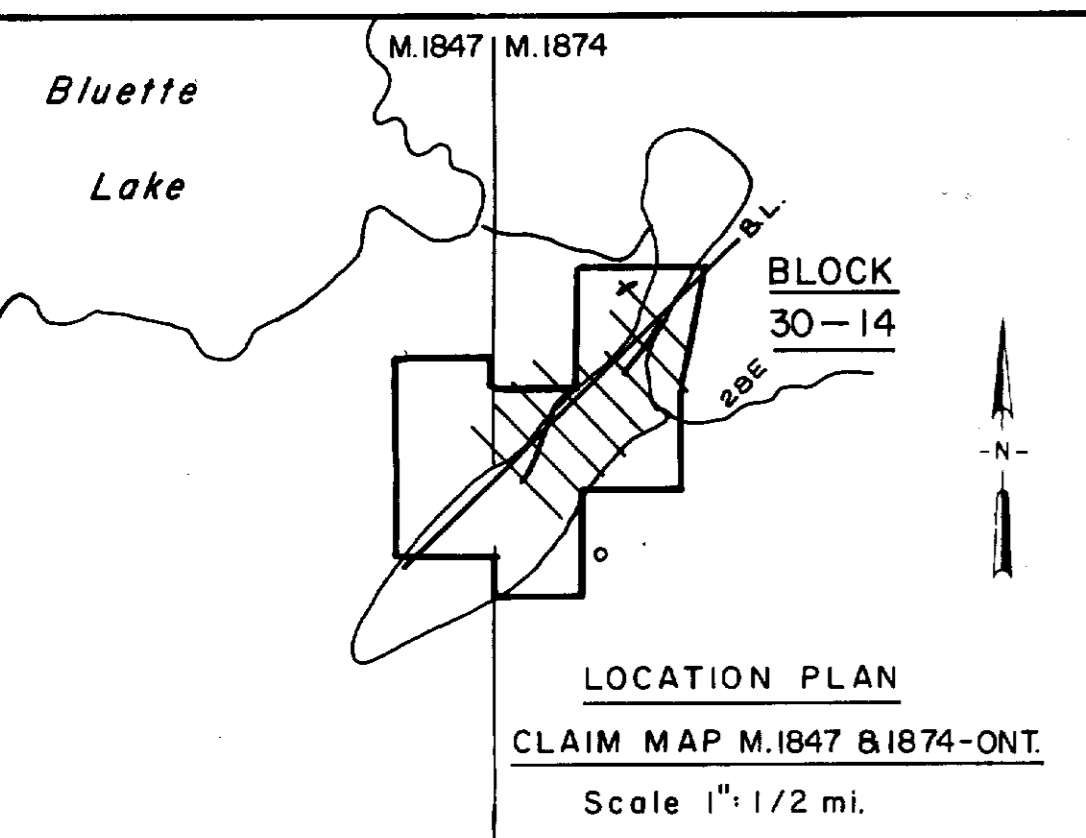 M.1847 M.1874
Bluette
Lake
B.L.
BLOCK
30-14
28E
-N-
LOCATION PLAN
CLAIM MAP M.1847 & 1874-ONT.
Scale 1": 1/2 mi.